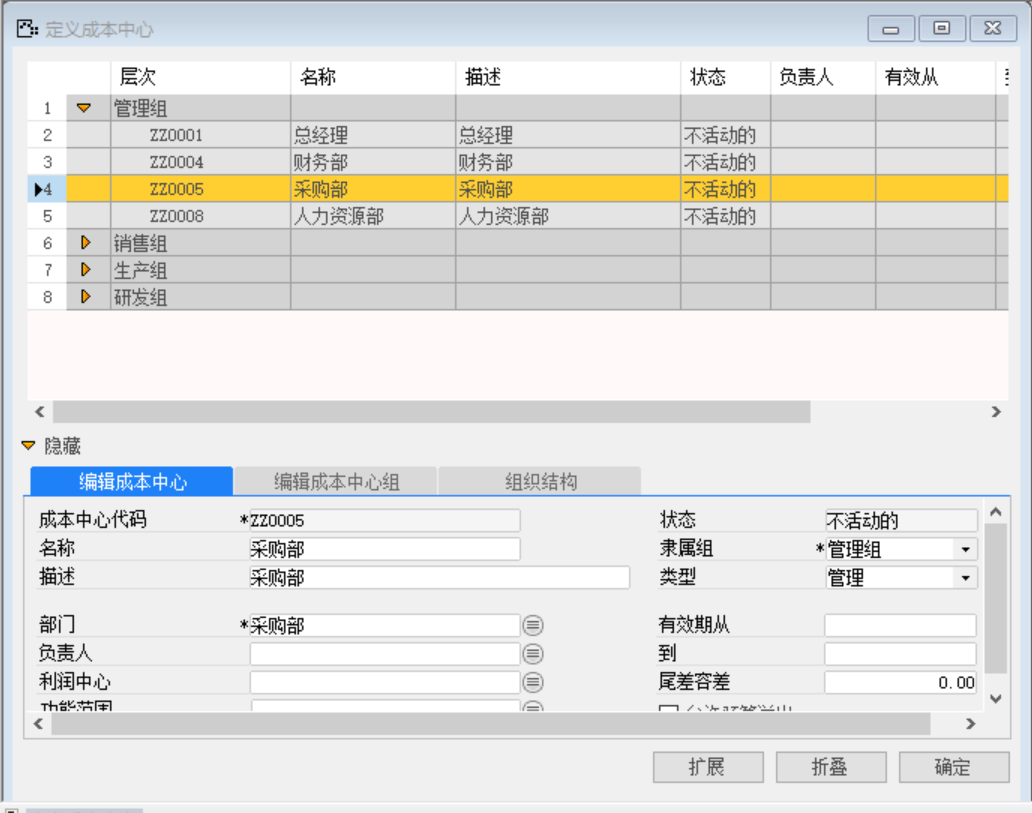 定义成本中心
层次 名称 描述 状态 负责人 有效从
1 管理组
2 ZZ0001 总经理 总经理 不活动的
3 ZZ0004 财务部 财务部 不活动的
4 ZZ0005 采购部 采购部 不活动的
5 ZZ0008 人力资源部 人力资源部 不活动的
6 销售组
7 生产组
8 研发组
隐藏
编辑成本中心 编辑成本中心组 组织结构
成本中心代码 *ZZ0005 状态 不活动的
名称 采购部 隶属组 *管理组
描述 采购部 类型 管理
部门 *采购部 有效期从
负责人 到
利润中心 尾差容差 0.00
功能范围
扩展 折叠 确定